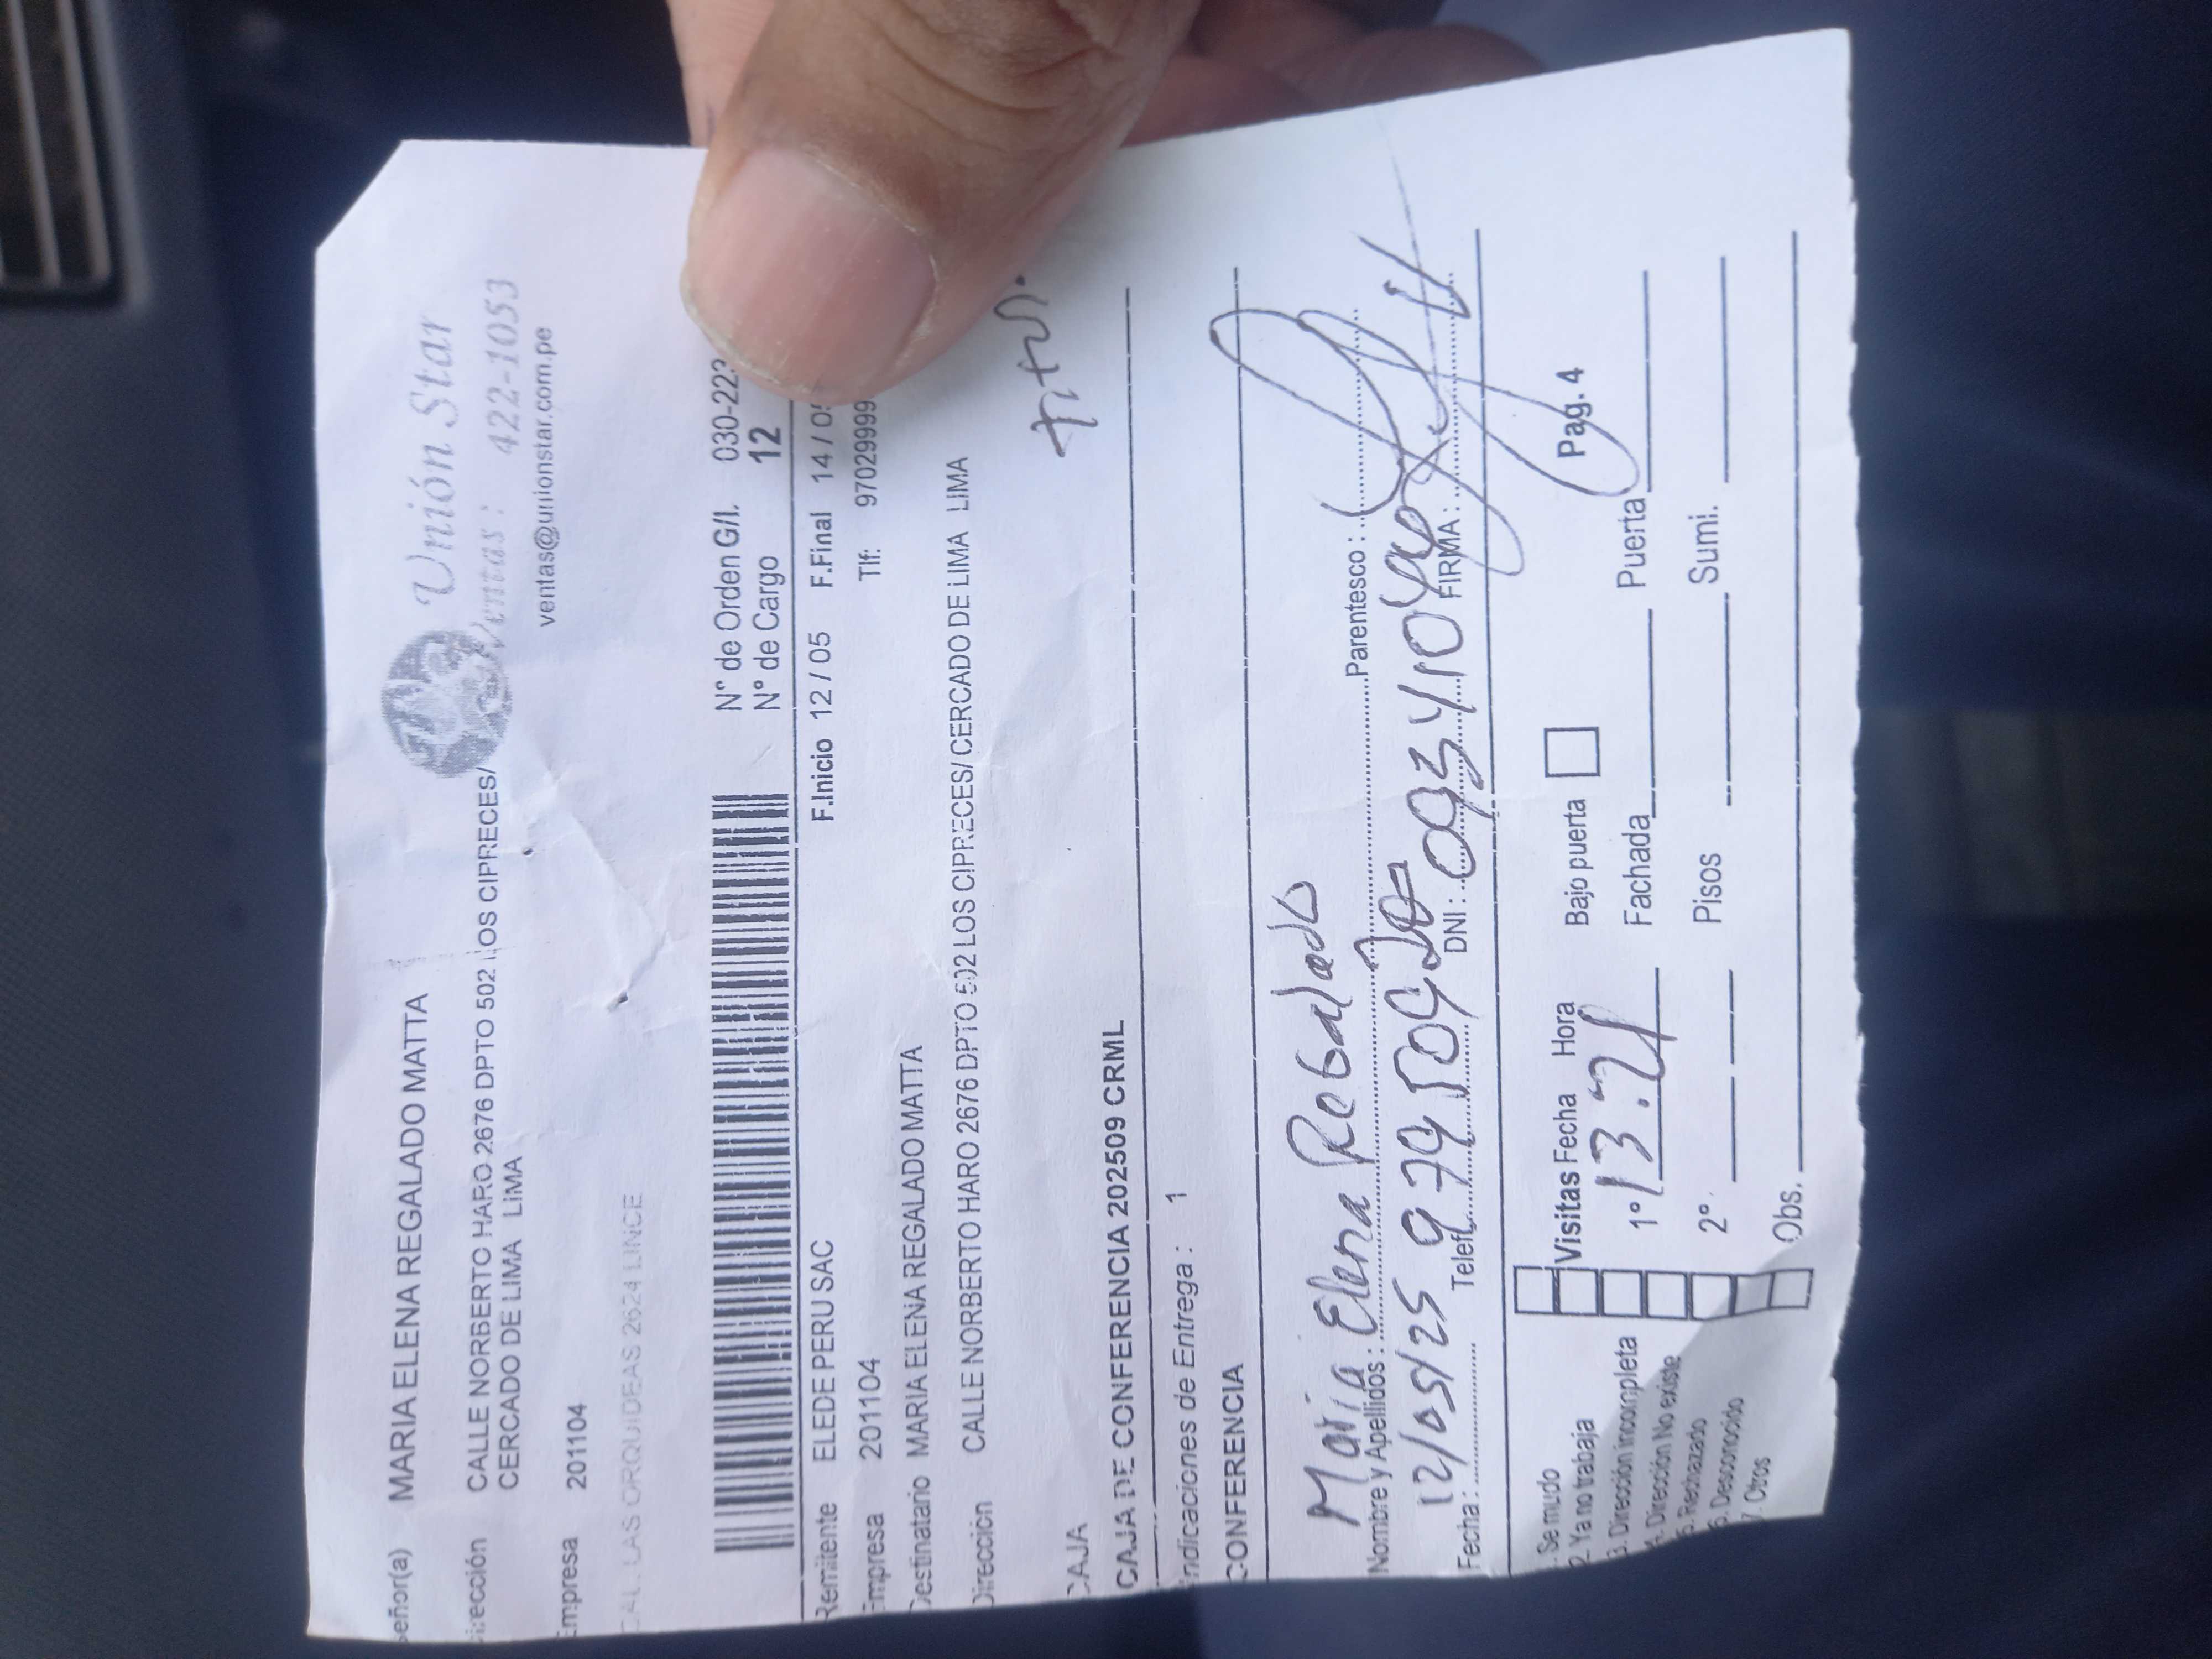 Señor(a) MARIA ELENA REGALADO MATTA
Unión Star
Dirección CALLE NORBERTO HARO 2676 DPTO 502 LOS CIPRECES/
CERCADO DE LIMA LIMA
Ventas : 422-1053
ventas@unionstar.com.pe
Empresa 201104
CAL. LAS ORQUIDEAS 2624 LINCE
N° de Orden G/I. 030-223
N° de Cargo 12
Remitente ELEDE PERU SAC
F.Inicio 12 / 05 F.Final 14 / 05
Empresa 201104 Tlf: 97029999
Destinatario MARIA ELENA REGALADO MATTA
Dirección CALLE NORBERTO HARO 2676 DPTO 502 LOS CIPRECES/ CERCADO DE LIMA LIMA
CAJA
CAJA DE CONFERENCIA 202509 CRML
Indicaciones de Entrega : 1
CONFERENCIA
Maria Elena Regalado
Nombre y Apellidos : Parentesco :
12/05/25
Fecha : Telef. DNI : FIRMA :
1. Se mudo
2. Ya no trabaja
3. Dirección incompleta
4. Dirección No existe
5. Rechazado
6. Desconocido
7. Otros
Visitas Fecha Hora Bajo puerta Pag. 4
1° 13:21 Fachada Puerta
2° Pisos Sumi.
Obs.